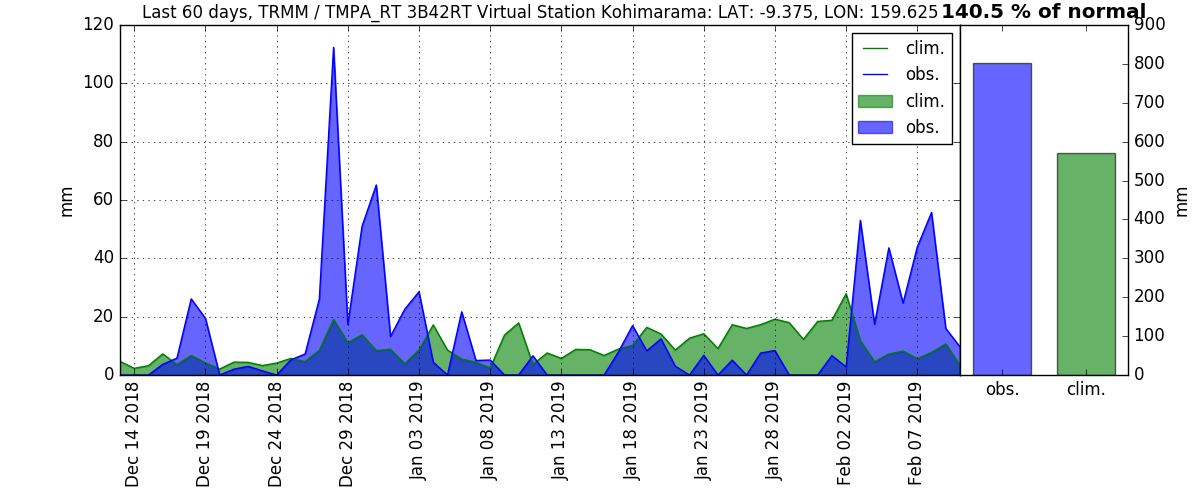 Last 60 days, TRMM / TMPA_RT 3B42RT Virtual Station Kohimarama: LAT: -9.375, LON: 159.625 140.5 % of normal
120
100
80
60
40
20
0
mm
clim.
obs.
clim.
obs.
900
800
700
600
500
400
300
200
100
0
mm
Dec 14 2018
Dec 19 2018
Dec 24 2018
Dec 29 2018
Jan 03 2019
Jan 08 2019
Jan 13 2019
Jan 18 2019
Jan 23 2019
Jan 28 2019
Feb 02 2019
Feb 07 2019
obs.
clim.